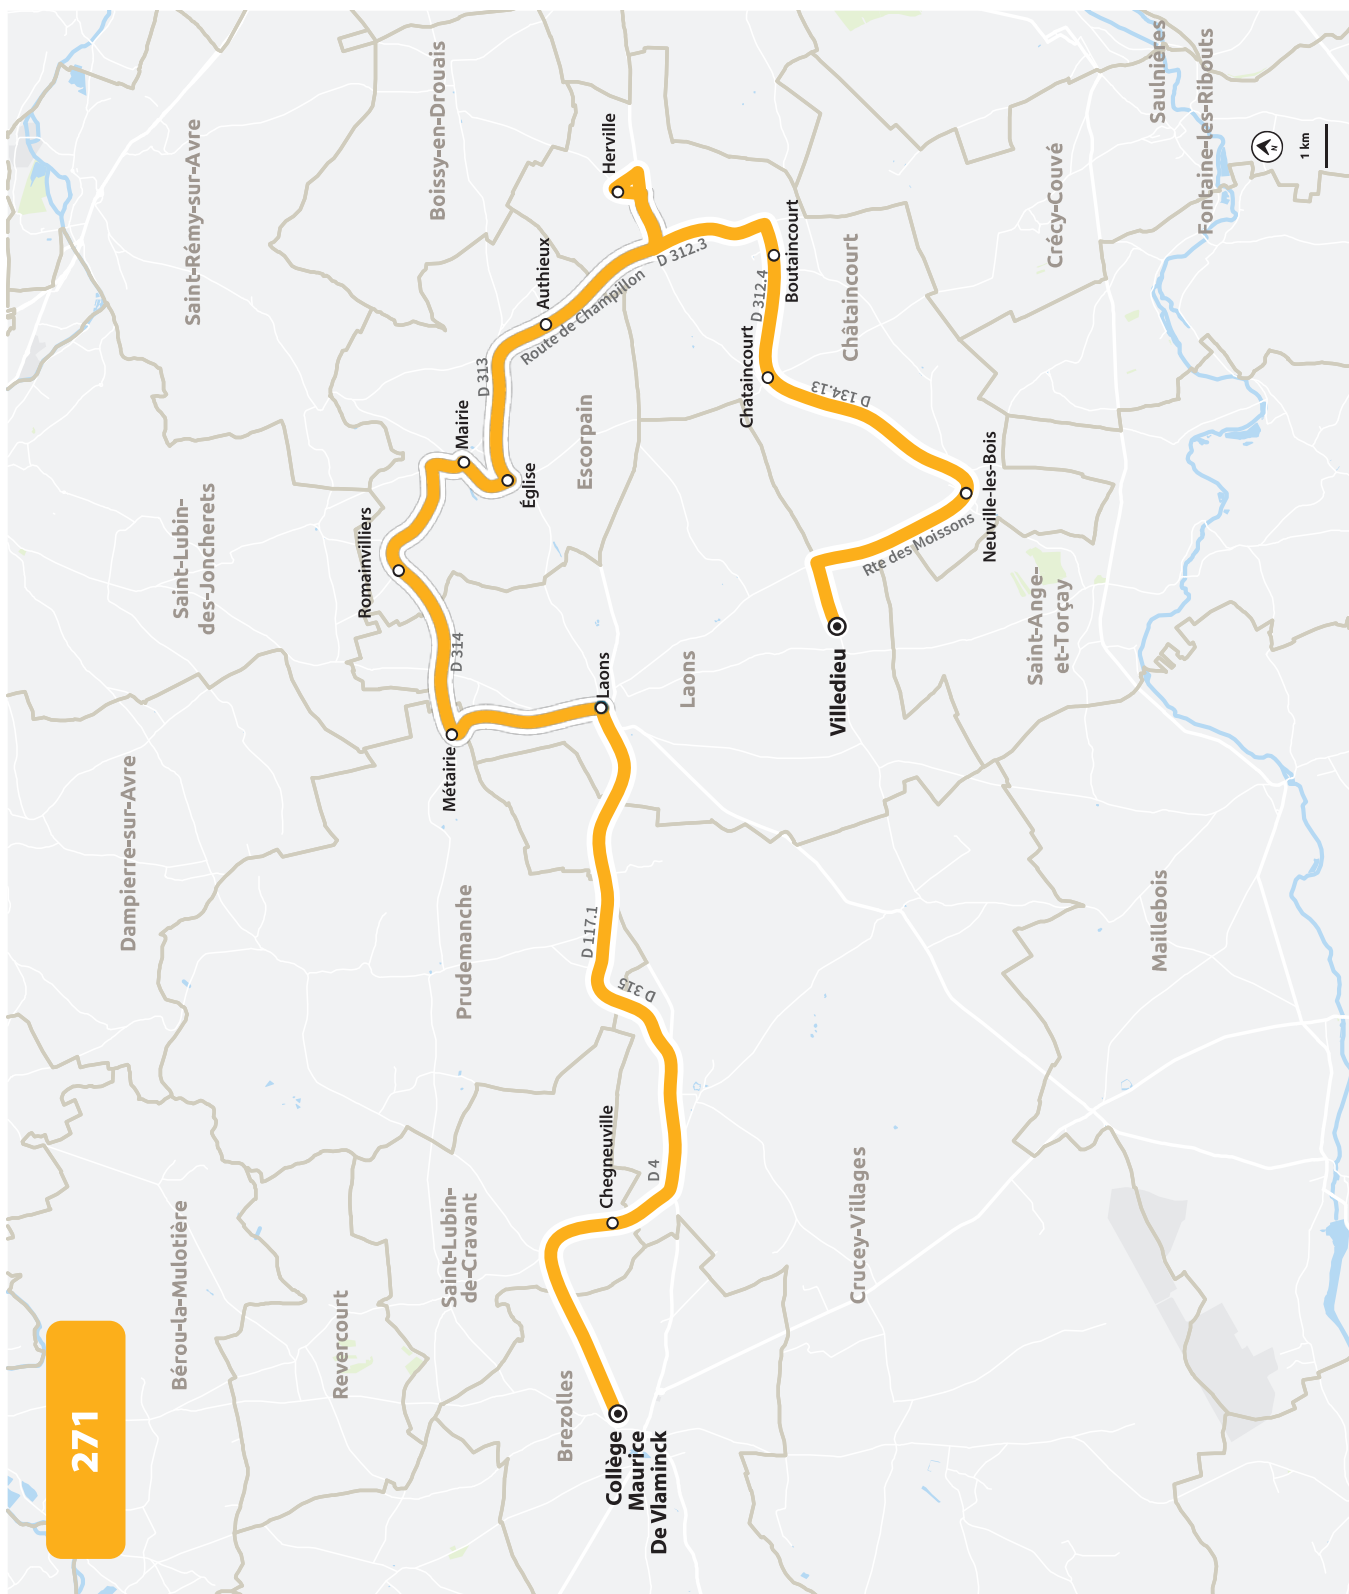 271
Saint-Rémy-sur-Avre
Boissy-en-Drouais
Saulnières
Fontaine-les-Ribouts
Crécy-Couvé
Châtaincourt
Escorpain
Saint-Lubin-
des-Joncherets
Dampierre-sur-Avre
Prudemanche
Laons
Saint-Ange-
et-Torçay
Maillebois
Crucey-Villages
Saint-Lubin-
de-Cravant
Bérou-la-Mulotière
Revercourt
Brezolles
Collège
Maurice
De Vlaminck
Chegneuville
D 4
D 315
D 117.1
Laons
Métairie
D 314
Romainvilliers
Mairie
Église
D 313
Authieux
Route de Champillon
Herville
D 312.3
Boutaincourt
D 312.4
Chataincourt
D 134.13
Neuville-les-Bois
Rte des Moissons
Villedieu
N
1 km